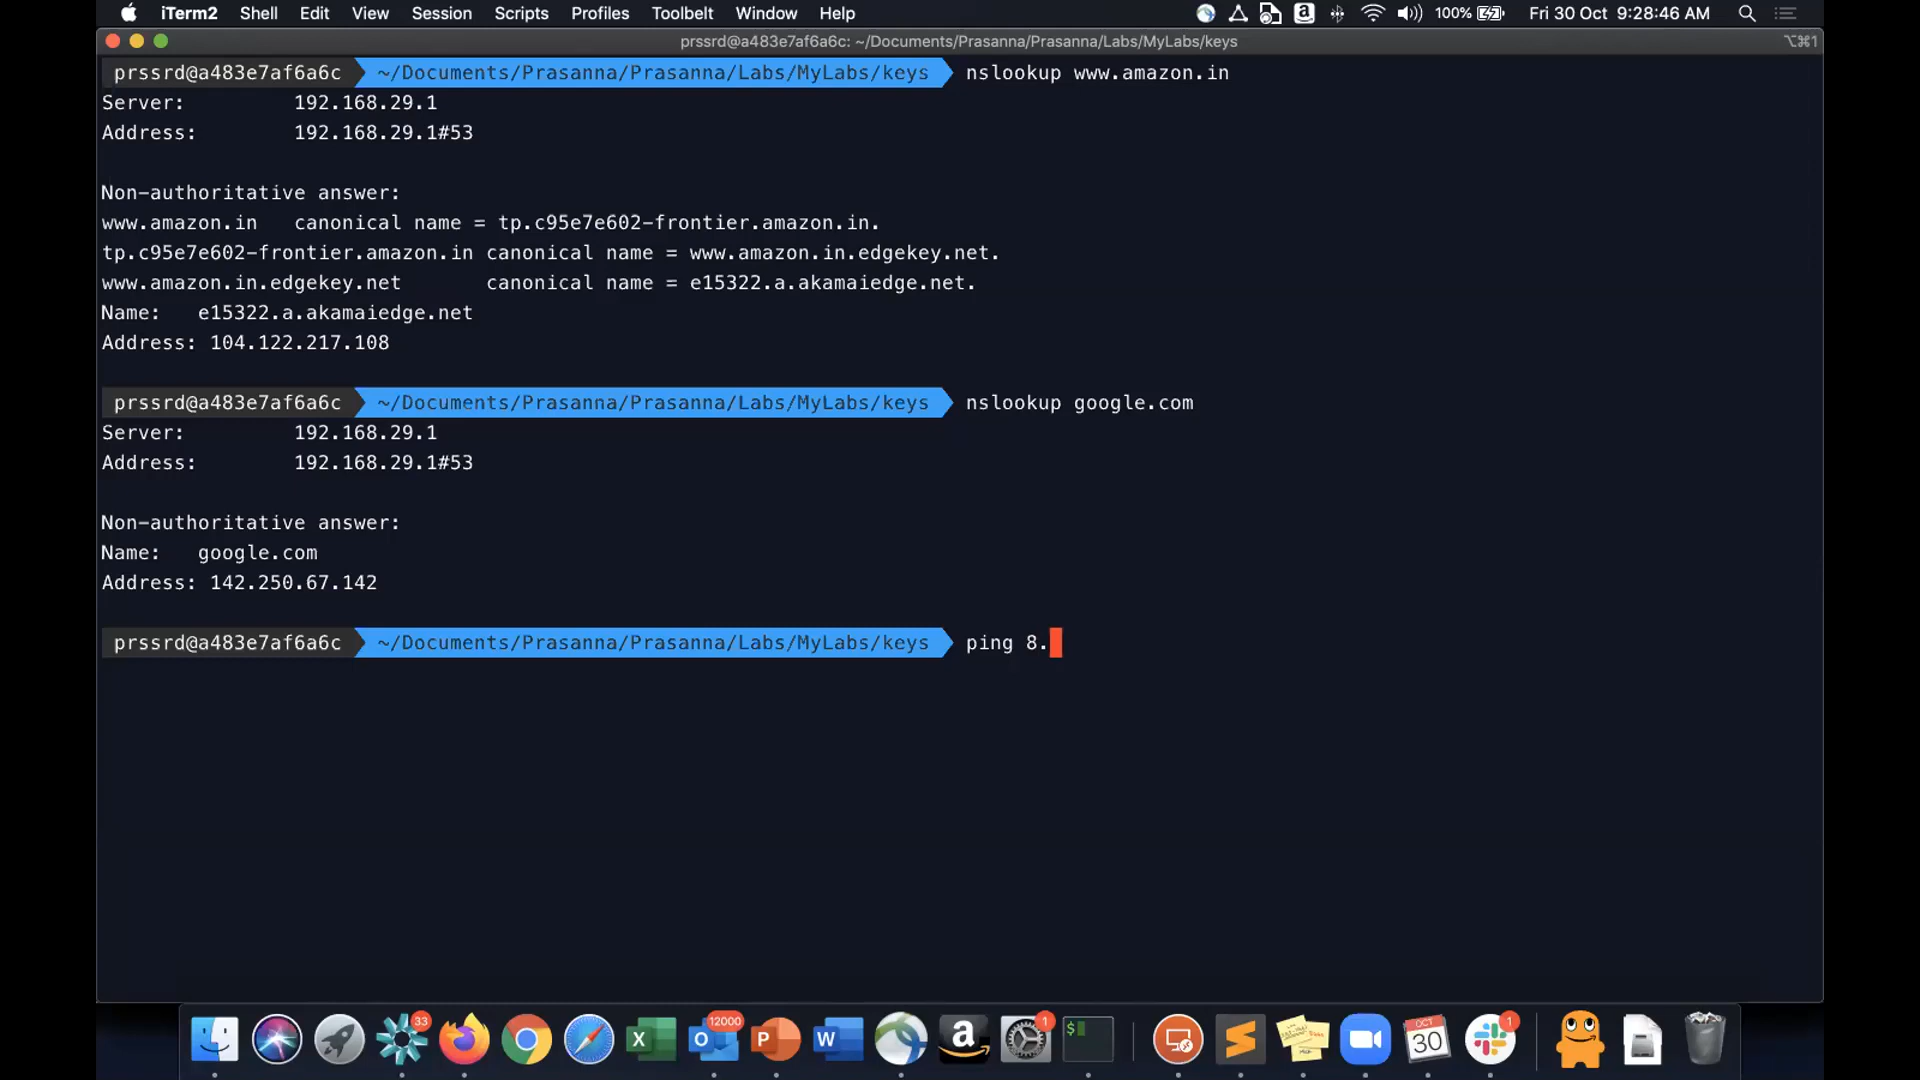 iTerm2 Shell Edit View Session Scripts Profiles Toolbelt Window Help 100% Fri 30 Oct 9:28:46 AM
prssrd@a483e7af6a6c: ~/Documents/Prasanna/Prasanna/Labs/MyLabs/keys ⌥⌘1
prssrd@a483e7af6a6c ~/Documents/Prasanna/Prasanna/Labs/MyLabs/keys nslookup www.amazon.in
Server: 192.168.29.1
Address: 192.168.29.1#53
Non-authoritative answer:
www.amazon.in canonical name = tp.c95e7e602-frontier.amazon.in.
tp.c95e7e602-frontier.amazon.in canonical name = www.amazon.in.edgekey.net.
www.amazon.in.edgekey.net canonical name = e15322.a.akamaiedge.net.
Name: e15322.a.akamaiedge.net
Address: 104.122.217.108
prssrd@a483e7af6a6c ~/Documents/Prasanna/Prasanna/Labs/MyLabs/keys nslookup google.com
Server: 192.168.29.1
Address: 192.168.29.1#53
Non-authoritative answer:
Name: google.com
Address: 142.250.67.142
prssrd@a483e7af6a6c ~/Documents/Prasanna/Prasanna/Labs/MyLabs/keys ping 8.
33 12000 1 OCT 30 1